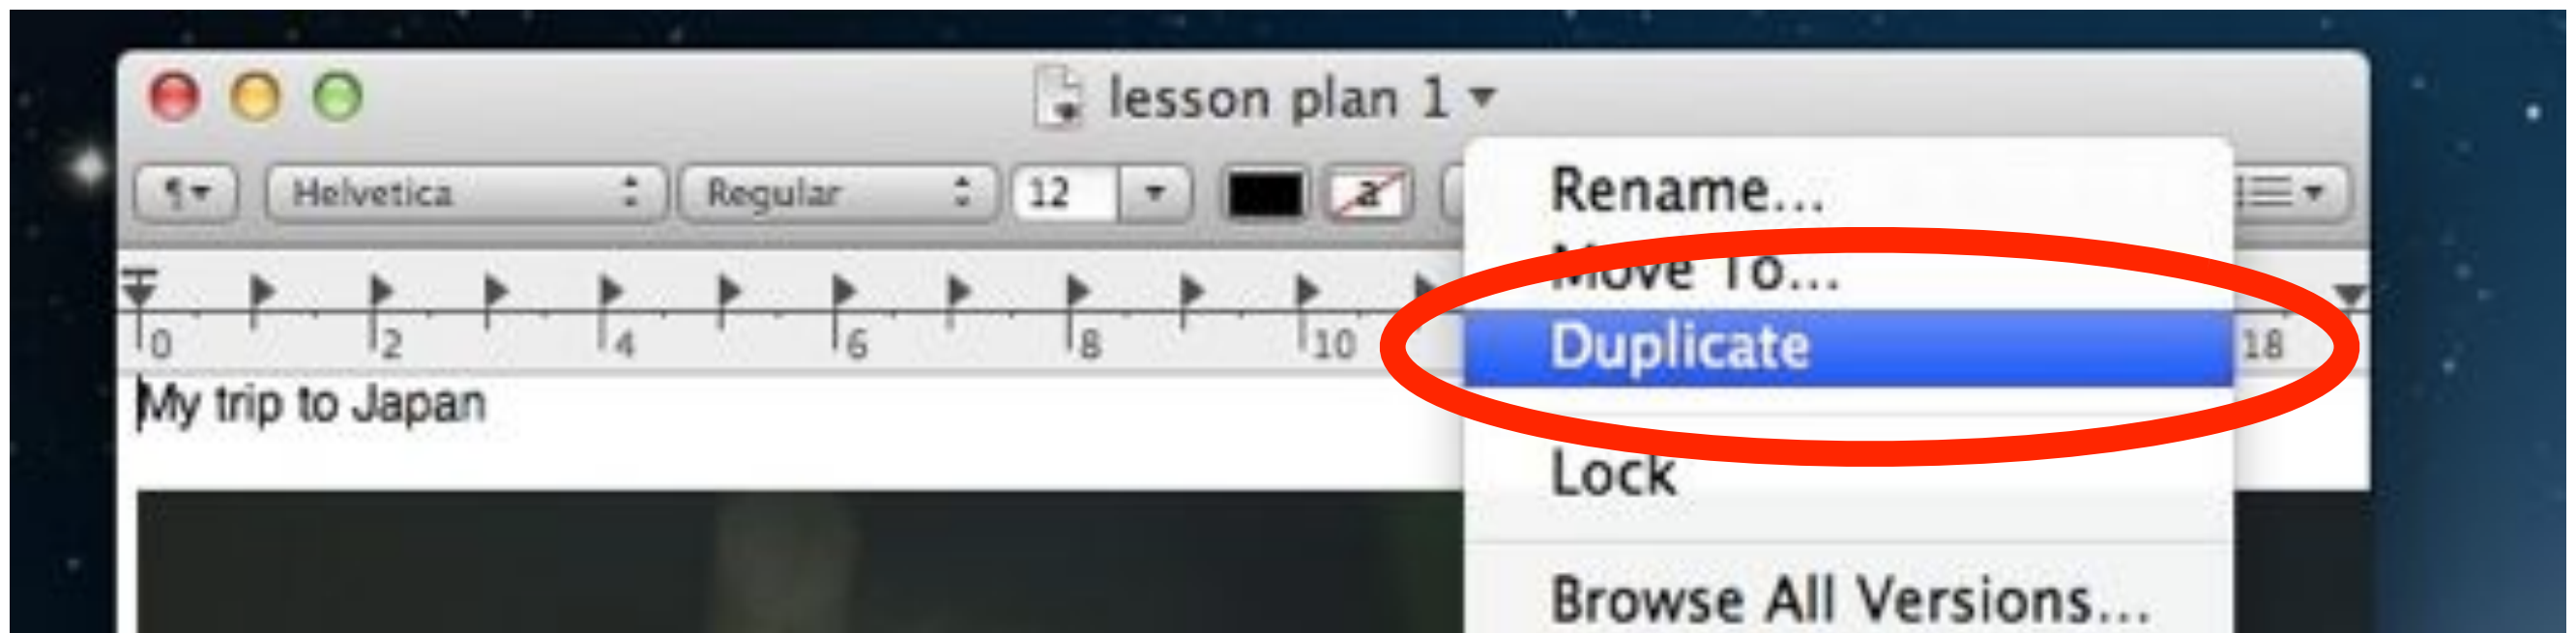 lesson plan 1
¶ Helvetica Regular 12 a
0 2 4 6 8 10 18
My trip to Japan
Rename...
Move To...
Duplicate
Lock
Browse All Versions...